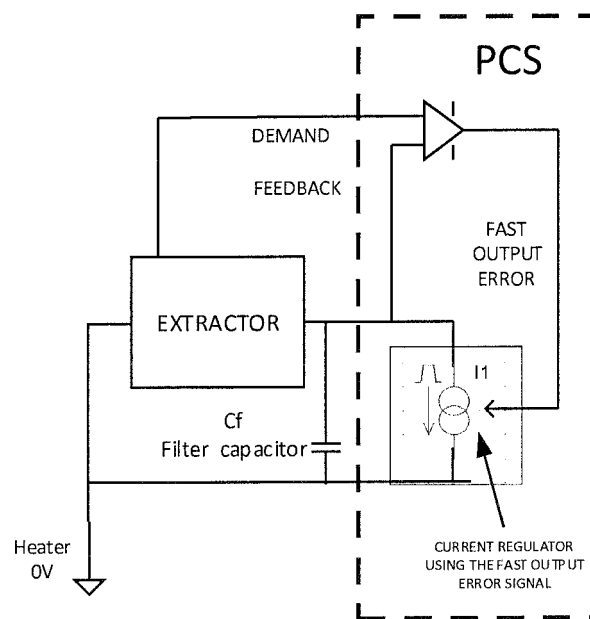 PCS
DEMAND
FEEDBACK
FAST
OUTPUT
ERROR
EXTRACTOR
I1
Cf
Filter capacitor
Heater
0V
CURRENT REGULATOR
USING THE FAST OUTPUT
ERROR SIGNAL